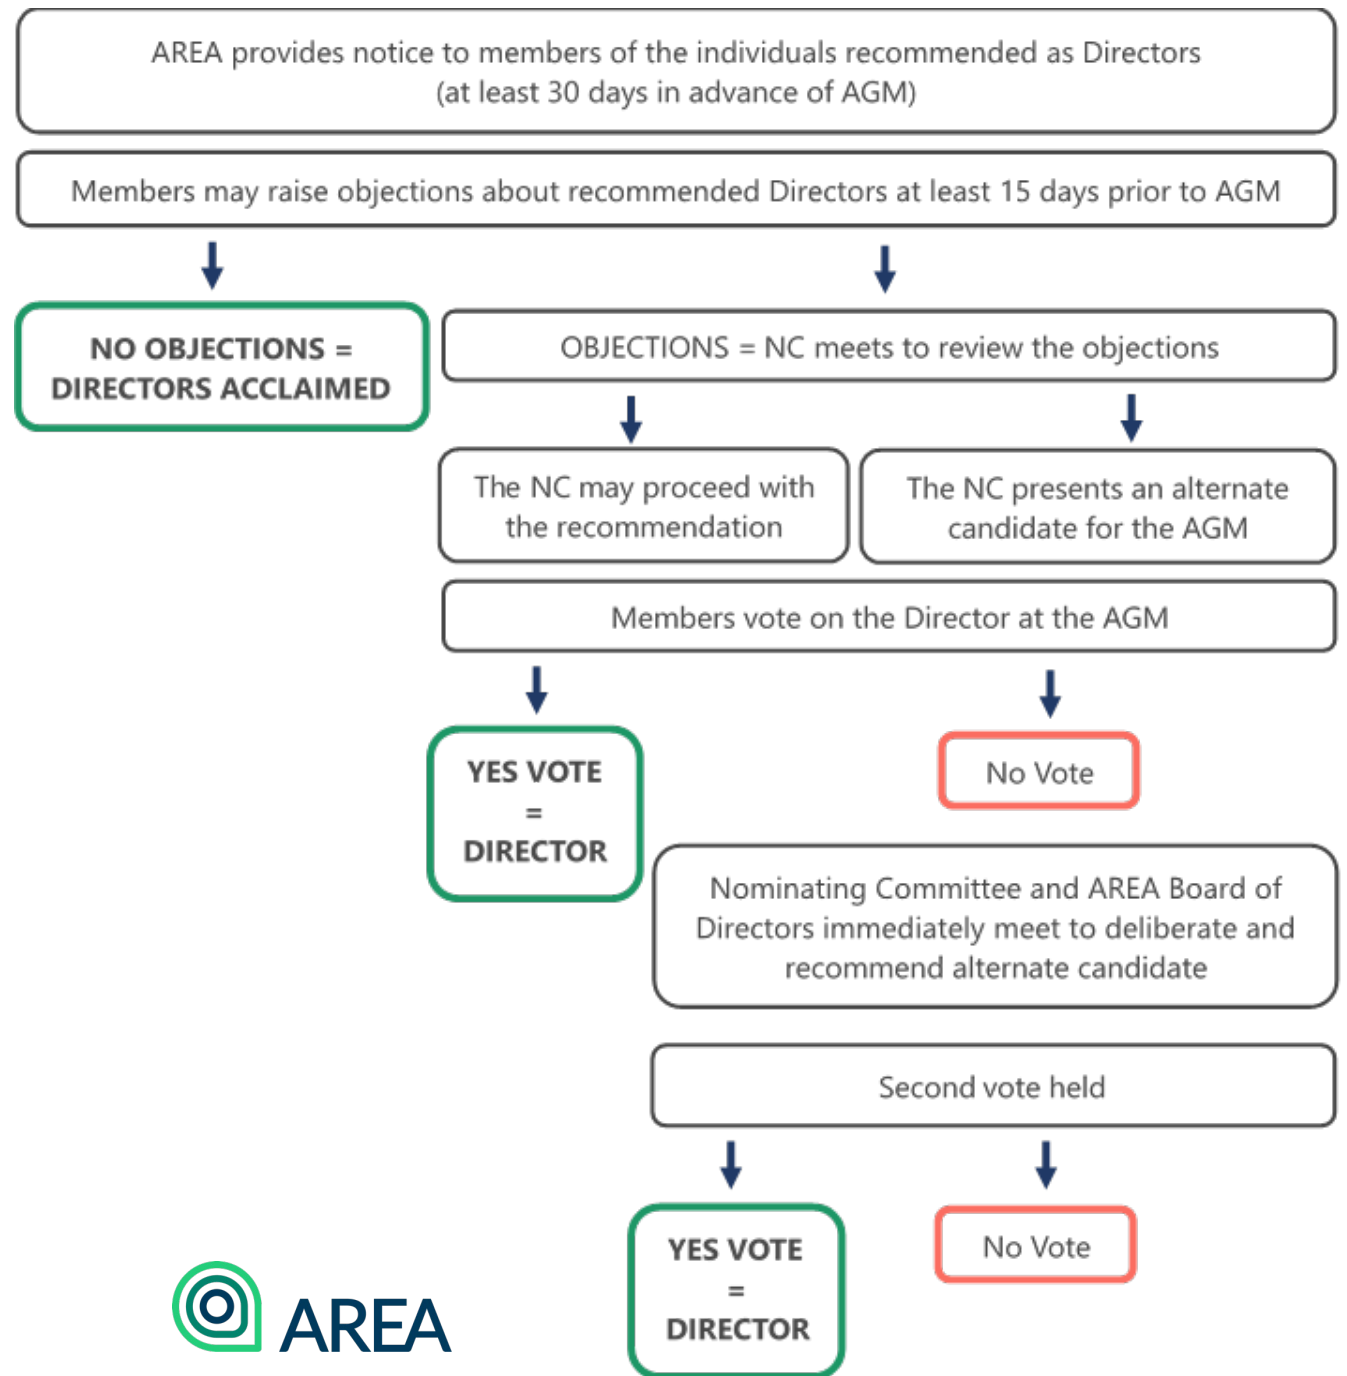 AREA provides notice to members of the individuals recommended as Directors
(at least 30 days in advance of AGM)
Members may raise objections about recommended Directors at least 15 days prior to AGM
NO OBJECTIONS =
DIRECTORS ACCLAIMED
OBJECTIONS = NC meets to review the objections
The NC may proceed with
the recommendation
The NC presents an alternate
candidate for the AGM
Members vote on the Director at the AGM
YES VOTE
=
DIRECTOR
No Vote
Nominating Committee and AREA Board of
Directors immediately meet to deliberate and
recommend alternate candidate
Second vote held
YES VOTE
=
DIRECTOR
No Vote
AREA